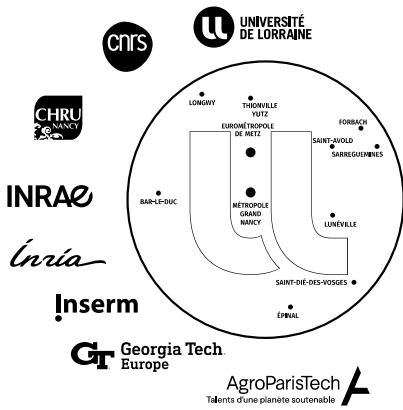 UNIVERSITÉ
DE LORRAINE
cnrs
CHRU
NANCY
INRAE
Inria
Inserm
GT Georgia Tech
Europe
AgroParisTech
Talents d'une planète soutenable
LONGWY
THIONVILLE
YUTZ
EUROMÉTROPOLE
DE METZ
FORBACH
SAINT-AVOLD
SARREGUEMINES
BAR-LE-DUC
MÉTROPOLE
GRAND
NANCY
LUNÉVILLE
SAINT-DIÉ-DES-VOSGES
ÉPINAL